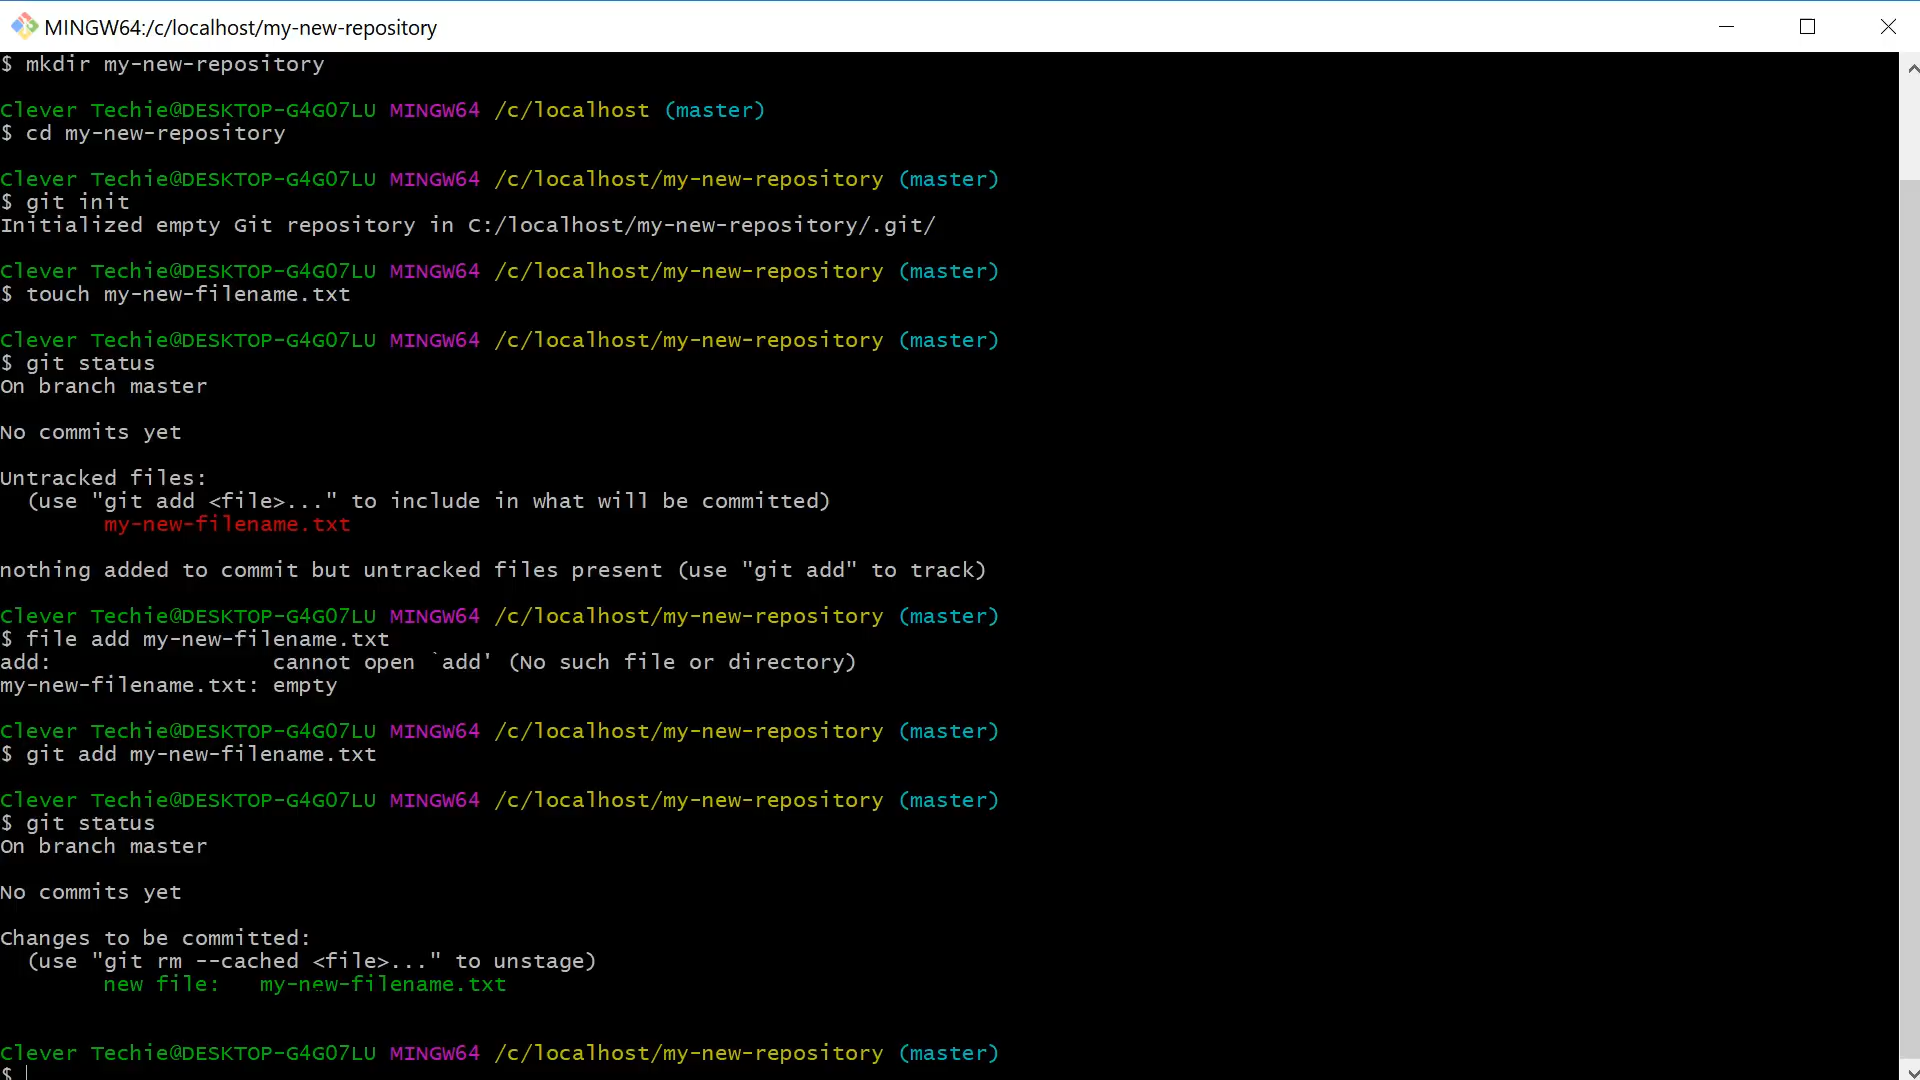 MINGW64:/c/localhost/my-new-repository
$ mkdir my-new-repository
Clever Techie@DESKTOP-G4GO7LU MINGW64 /c/localhost (master)
$ cd my-new-repository
Clever Techie@DESKTOP-G4GO7LU MINGW64 /c/localhost/my-new-repository (master)
$ git init
Initialized empty Git repository in C:/localhost/my-new-repository/.git/
Clever Techie@DESKTOP-G4GO7LU MINGW64 /c/localhost/my-new-repository (master)
$ touch my-new-filename.txt
Clever Techie@DESKTOP-G4GO7LU MINGW64 /c/localhost/my-new-repository (master)
$ git status
On branch master
No commits yet
Untracked files:
  (use "git add <file>..." to include in what will be committed)
        my-new-filename.txt
nothing added to commit but untracked files present (use "git add" to track)
Clever Techie@DESKTOP-G4GO7LU MINGW64 /c/localhost/my-new-repository (master)
$ file add my-new-filename.txt
add:                 cannot open `add' (No such file or directory)
my-new-filename.txt: empty
Clever Techie@DESKTOP-G4GO7LU MINGW64 /c/localhost/my-new-repository (master)
$ git add my-new-filename.txt
Clever Techie@DESKTOP-G4GO7LU MINGW64 /c/localhost/my-new-repository (master)
$ git status
On branch master
No commits yet
Changes to be committed:
  (use "git rm --cached <file>..." to unstage)
        new file:   my-new-filename.txt
Clever Techie@DESKTOP-G4GO7LU MINGW64 /c/localhost/my-new-repository (master)
$